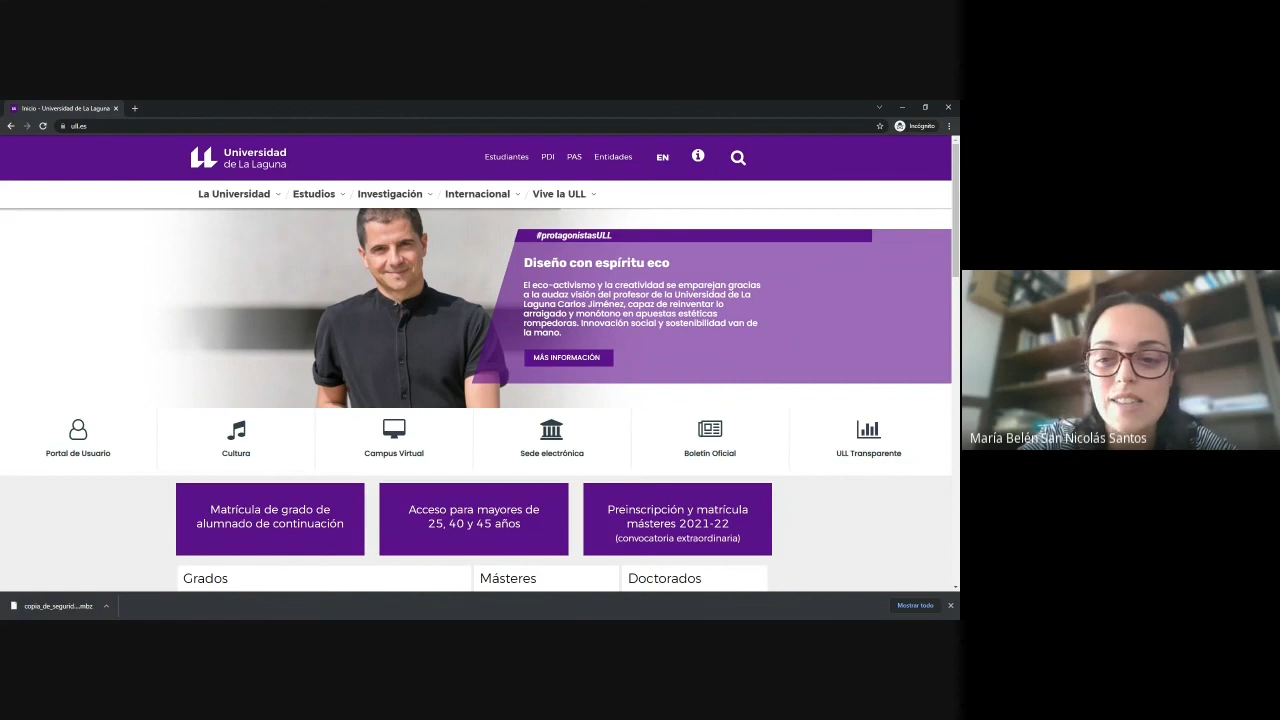 Inicio - Universidad de La Laguna
ull.es
Incógnito
Universidad
de La Laguna
Estudiantes PDI PAS Entidades EN
La Universidad / Estudios / Investigación / Internacional / Vive la ULL
#protagonistasULL
Diseño con espíritu eco
El eco-activismo y la creatividad se emparejan gracias
a la audaz visión del profesor de la Universidad de La
Laguna Carlos Jiménez, capaz de reinventar lo
arraigado y monótono en apuestas estéticas
rompedoras. Innovación social y sostenibilidad van de
la mano.
MÁS INFORMACIÓN
Portal de Usuario
Cultura
Campus Virtual
Sede electrónica
Boletín Oficial
ULL Transparente
Matrícula de grado de
alumnado de continuación
Acceso para mayores de
25, 40 y 45 años
Preinscripción y matrícula
másteres 2021-22
(convocatoria extraordinaria)
Grados
Másteres
Doctorados
copia_de_segurid....mbz
Mostrar todo
María Belén San Nicolás Santos